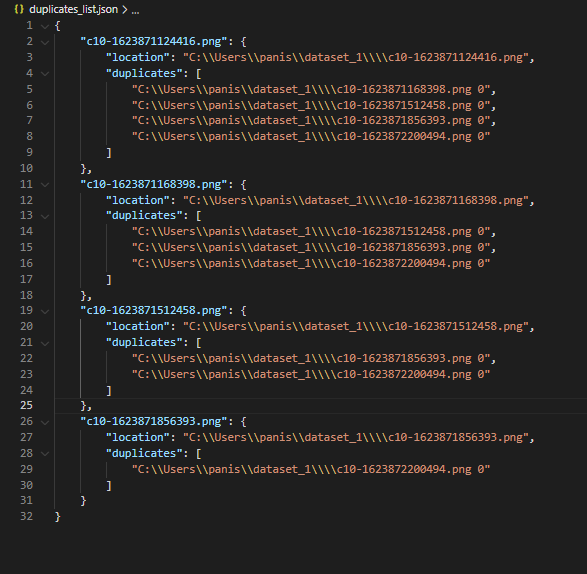 {} duplicates_list.json > ...
1 {
2 "c10-1623871124416.png": {
3 "location": "C:\\Users\\panis\\dataset_1\\\\c10-1623871124416.png",
4 "duplicates": [
5 "C:\\Users\\panis\\dataset_1\\\\c10-1623871168398.png 0",
6 "C:\\Users\\panis\\dataset_1\\\\c10-1623871512458.png 0",
7 "C:\\Users\\panis\\dataset_1\\\\c10-1623871856393.png 0",
8 "C:\\Users\\panis\\dataset_1\\\\c10-1623872200494.png 0"
9 ]
10 },
11 "c10-1623871168398.png": {
12 "location": "C:\\Users\\panis\\dataset_1\\\\c10-1623871168398.png",
13 "duplicates": [
14 "C:\\Users\\panis\\dataset_1\\\\c10-1623871512458.png 0",
15 "C:\\Users\\panis\\dataset_1\\\\c10-1623871856393.png 0",
16 "C:\\Users\\panis\\dataset_1\\\\c10-1623872200494.png 0"
17 ]
18 },
19 "c10-1623871512458.png": {
20 "location": "C:\\Users\\panis\\dataset_1\\\\c10-1623871512458.png",
21 "duplicates": [
22 "C:\\Users\\panis\\dataset_1\\\\c10-1623871856393.png 0",
23 "C:\\Users\\panis\\dataset_1\\\\c10-1623872200494.png 0"
24 ]
25 },
26 "c10-1623871856393.png": {
27 "location": "C:\\Users\\panis\\dataset_1\\\\c10-1623871856393.png",
28 "duplicates": [
29 "C:\\Users\\panis\\dataset_1\\\\c10-1623872200494.png 0"
30 ]
31 }
32 }